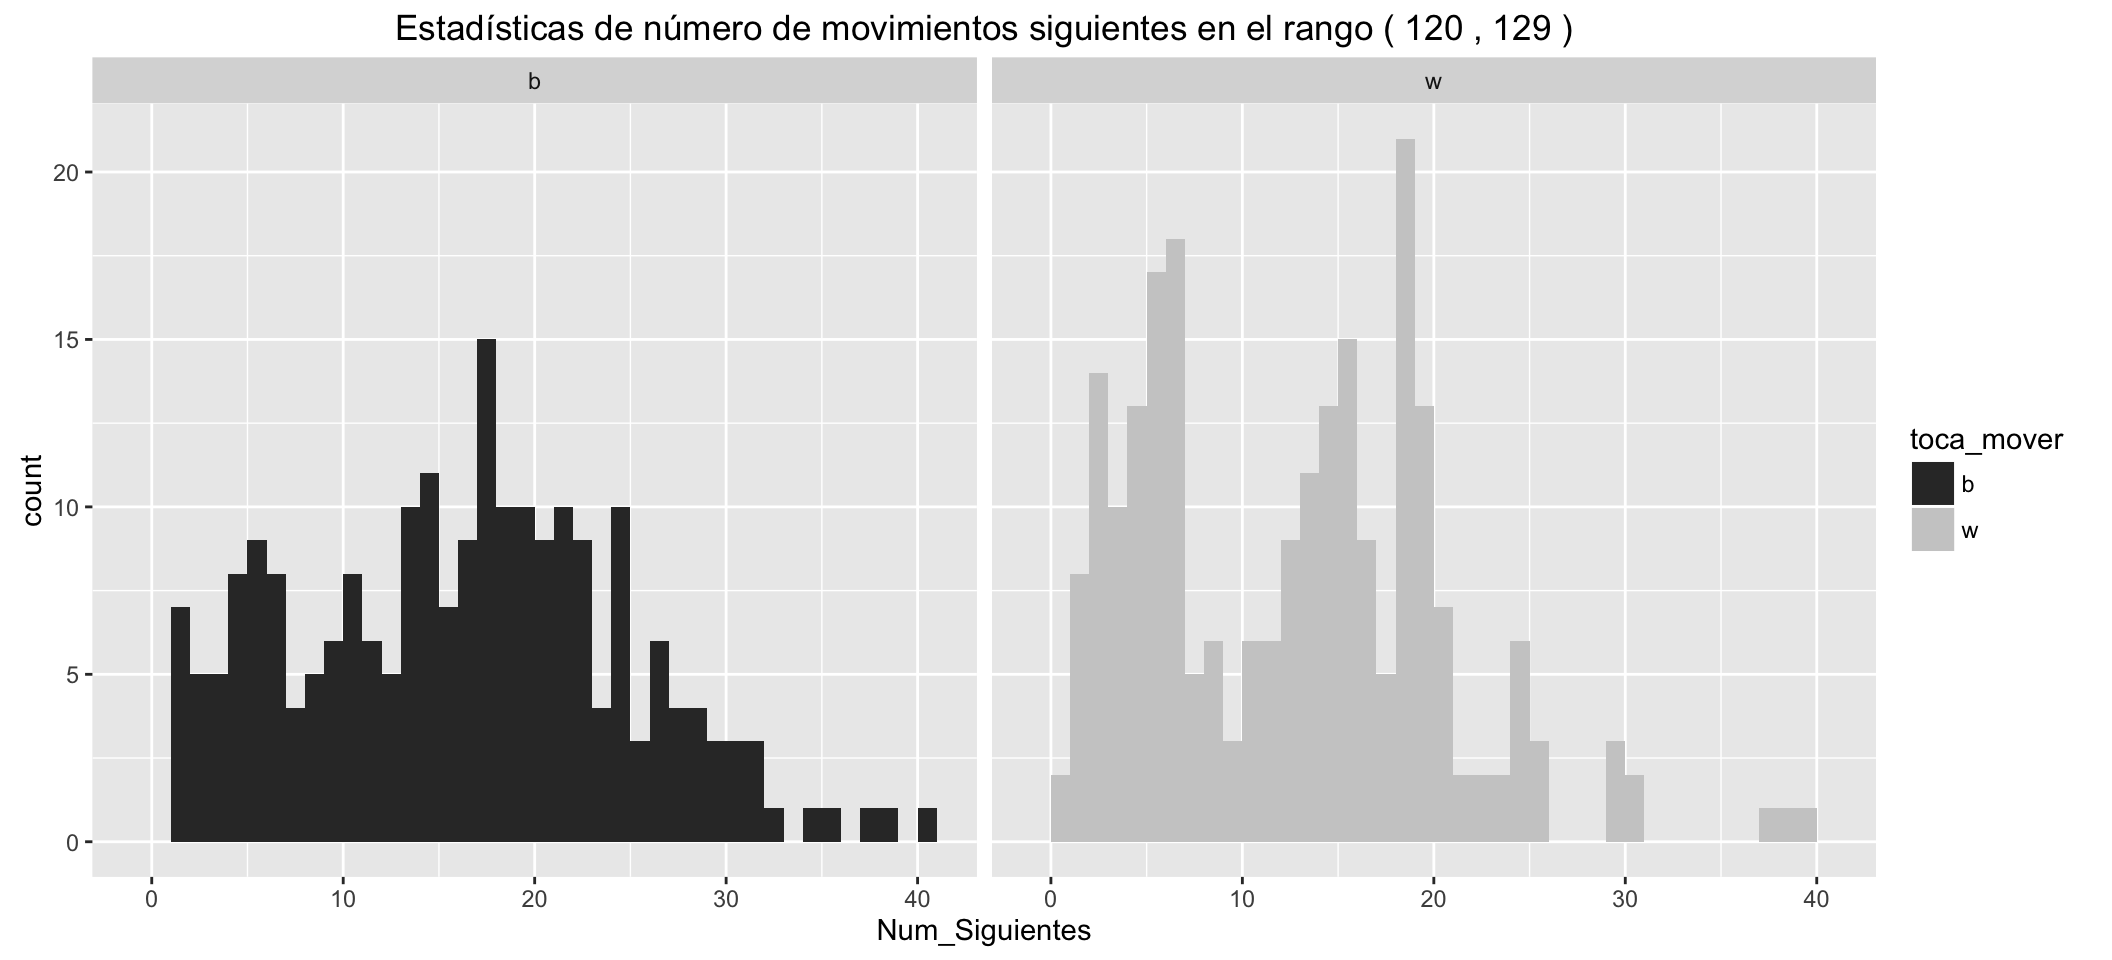 Estadísticas de número de movimientos siguientes en el rango ( 120 , 129 )
b
w
20
15
10
5
0
count
0 10 20 30 40
0 10 20 30 40
Num_Siguientes
toca_mover
b
w